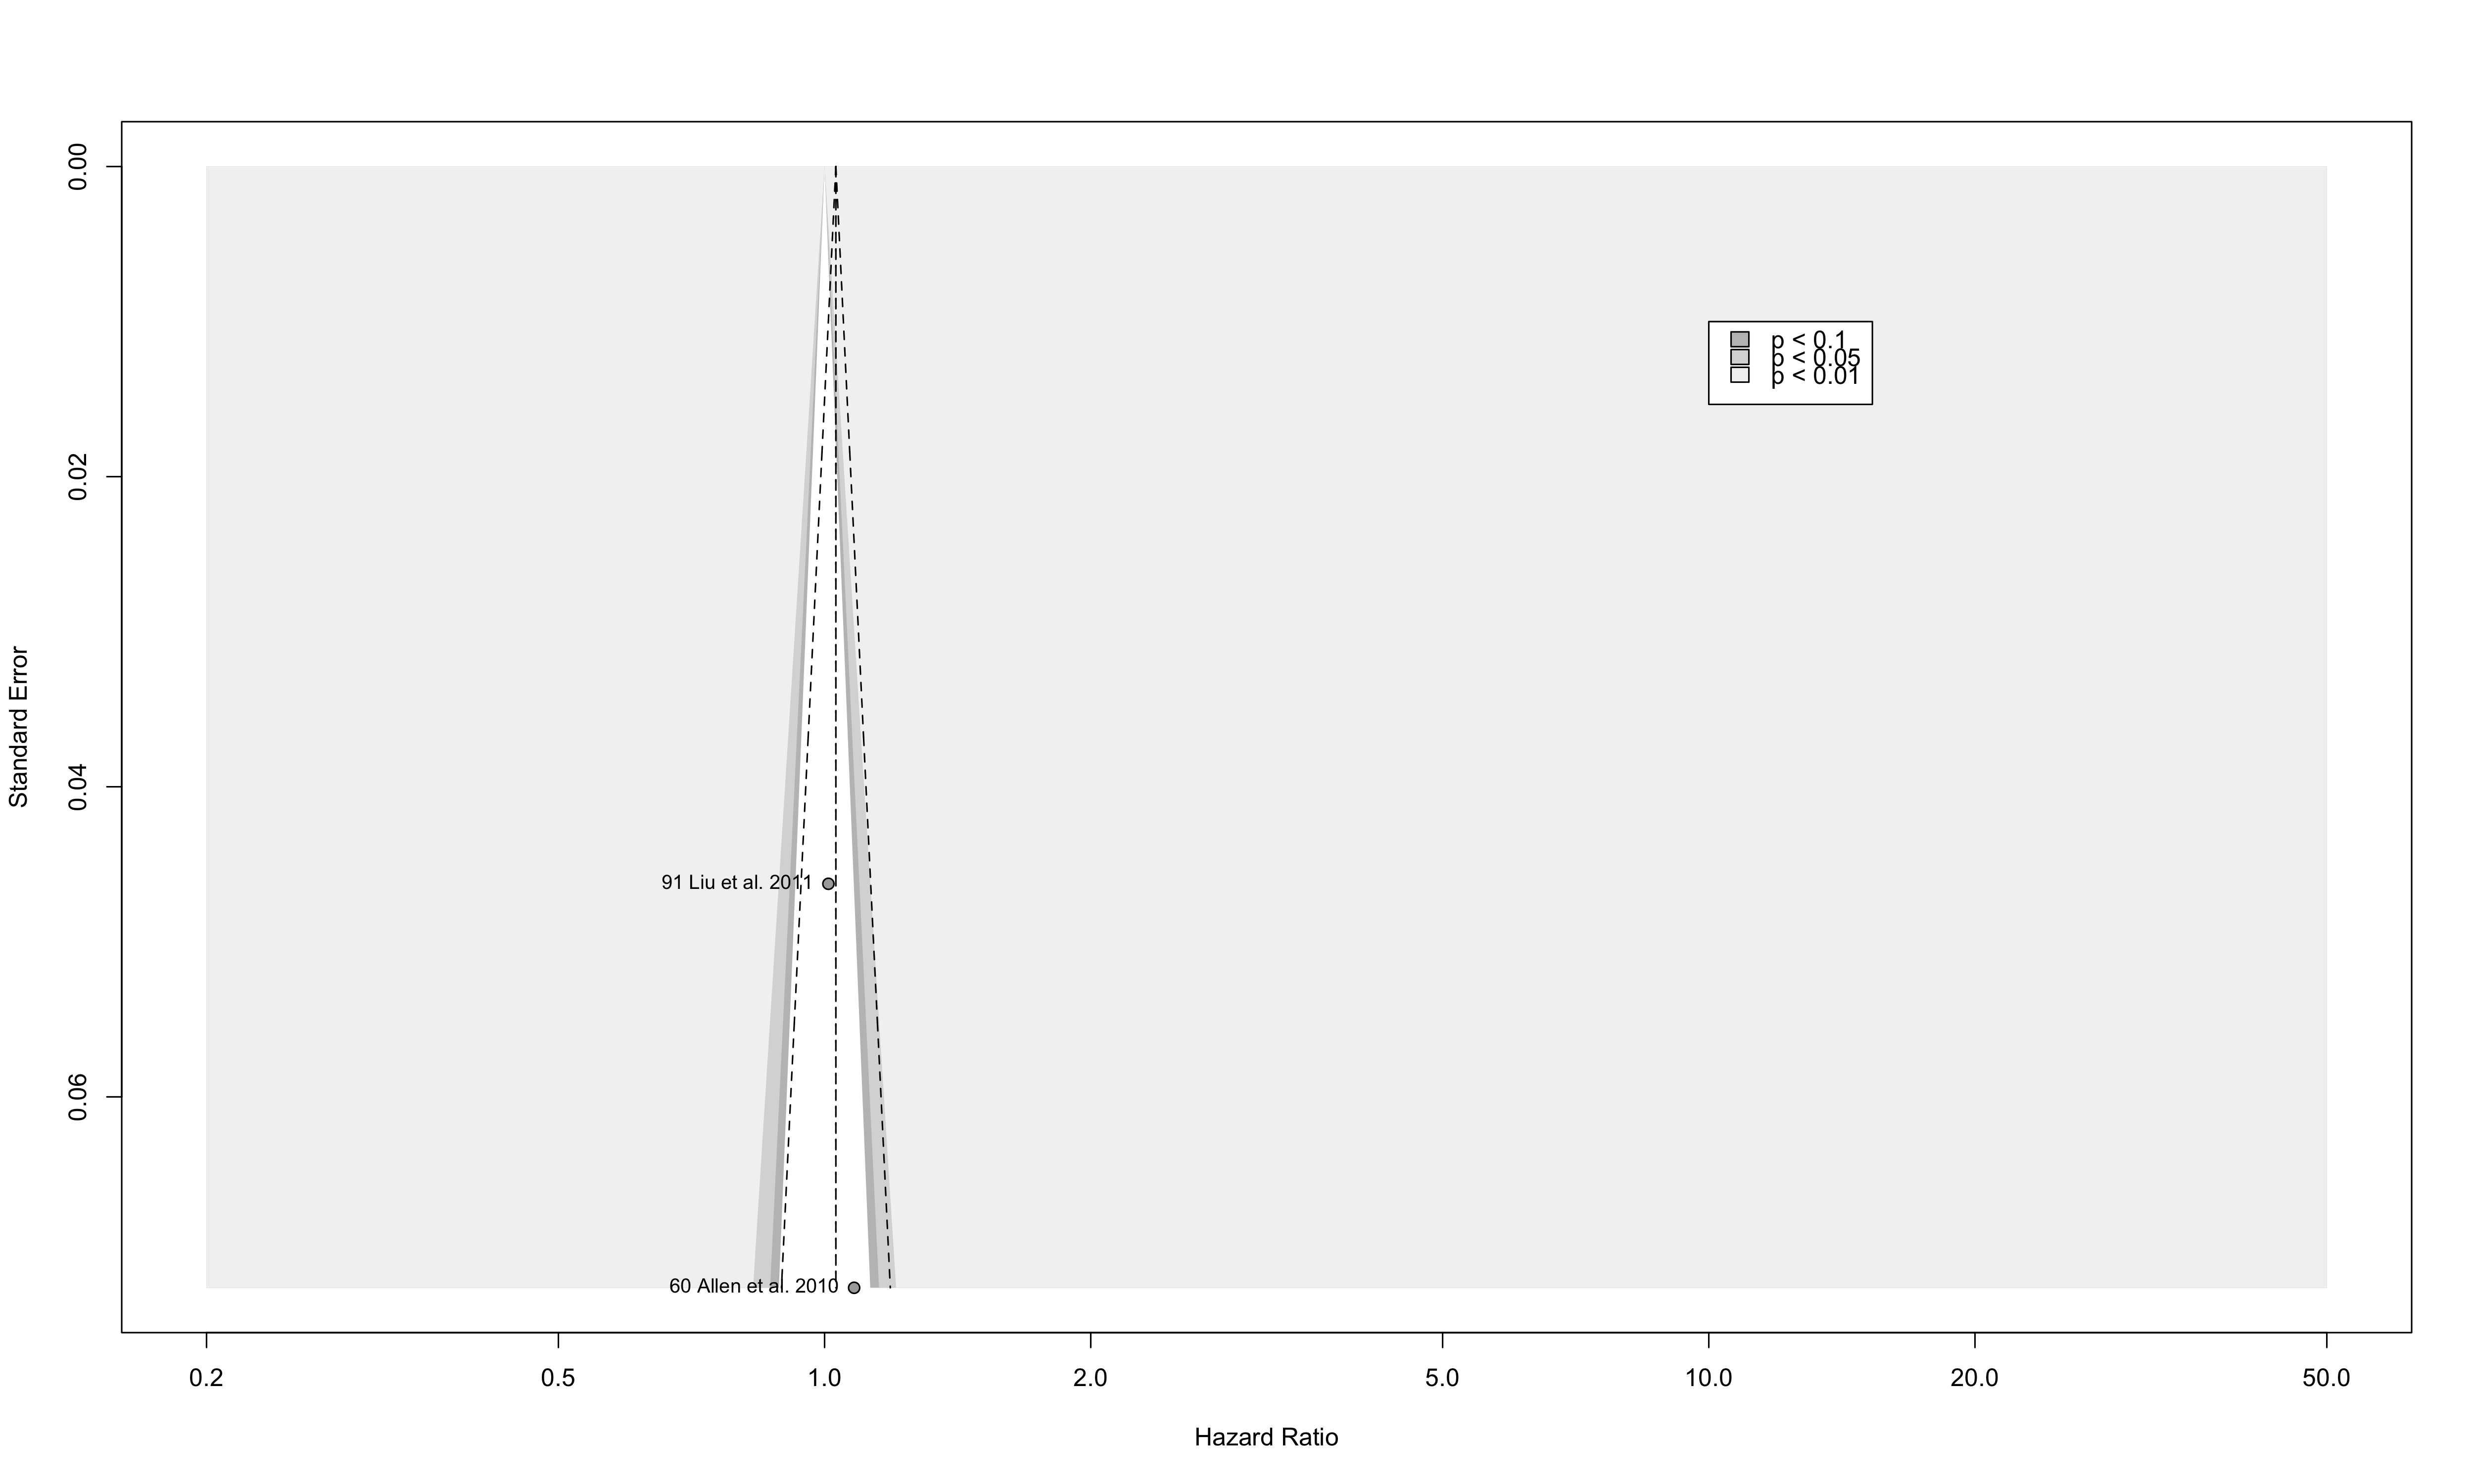 0.00
0.02
0.04
0.06
Standard Error
p < 0.1
p < 0.05
p < 0.01
91 Liu et al. 2011
60 Allen et al. 2010
0.2 0.5 1.0 2.0 5.0 10.0 20.0 50.0
Hazard Ratio